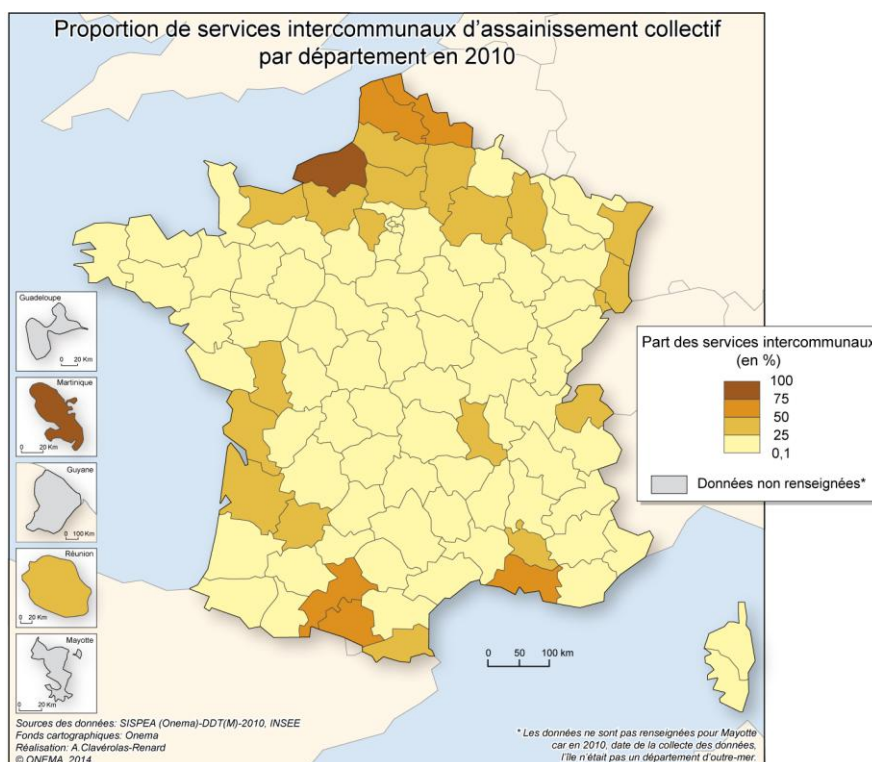 Proportion de services intercommunaux d'assainissement collectif
par département en 2010
Guadeloupe
0 20 Km
Martinique
0 20 Km
Guyane
0 100 Km
Réunion
0 20 Km
Mayotte
0 20 Km
Part des services intercommunaux
(en %)
100
75
50
25
0,1
Données non renseignées*
0 50 100 km
Sources des données: SISPEA (Onema)-DDT(M)-2010, INSEE
Fonds cartographiques: Onema
Réalisation: A.Clavérolas-Renard
© ONEMA, 2014
* Les données ne sont pas renseignées pour Mayotte
car en 2010, date de la collecte des données,
l'île n'était pas un département d'outre-mer.